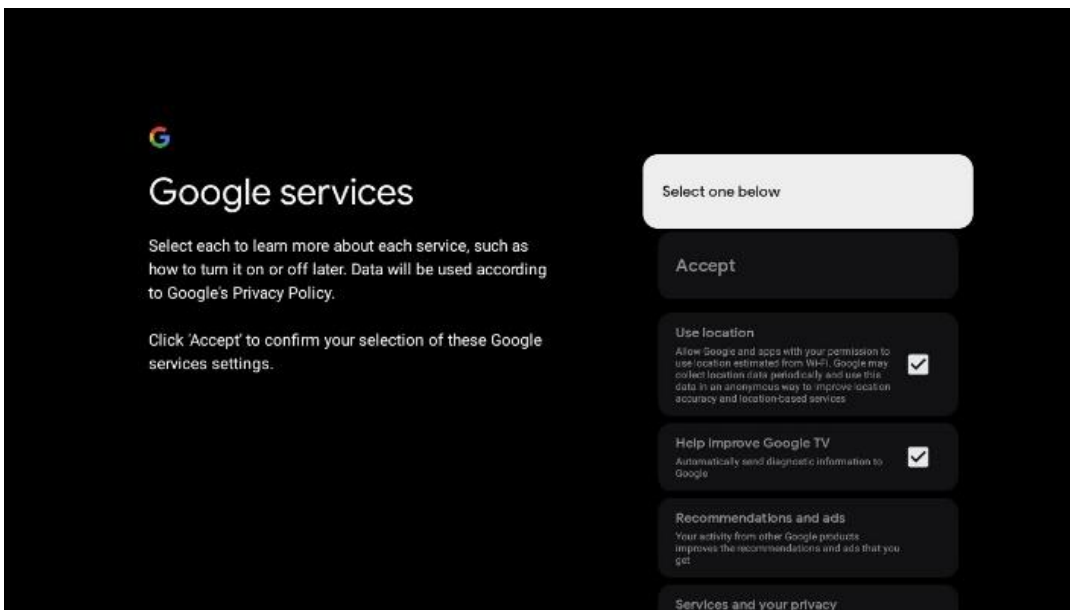 Google services
Select each to learn more about each service, such as
how to turn it on or off later. Data will be used according
to Google's Privacy Policy.
Click 'Accept' to confirm your selection of these Google
services settings.
Select one below
Accept
Use location
Allow Google and apps with your permission to
use location estimated from Wi-Fi. Google may
collect location data periodically and use this
data in an anonymous way to improve location
accuracy and location-based services
Help improve Google TV
Automatically send diagnostic information to
Google
Recommendations and ads
Your activity from other Google products
improves the recommendations and ads that you
get
Services and your privacy